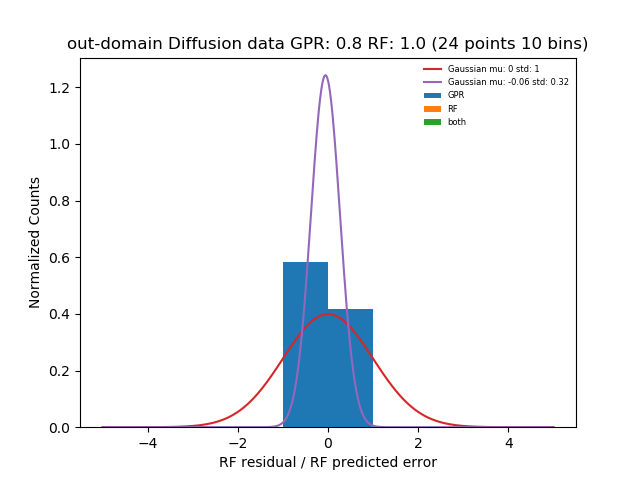 out-domain Diffusion data GPR: 0.8 RF: 1.0 (24 points 10 bins)
Gaussian mu: 0 std: 1
Gaussian mu: -0.06 std: 0.32
GPR
RF
both
Normalized Counts
1.2
1.0
0.8
0.6
0.4
0.2
0.0
−4
−2
0
2
4
RF residual / RF predicted error